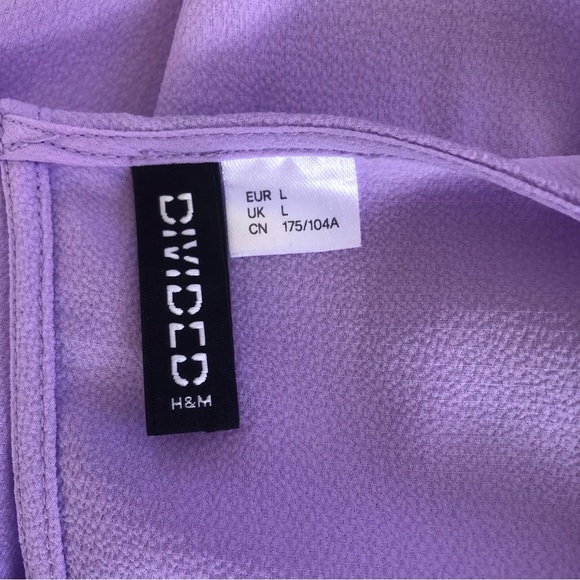 DIVIDED
H&M
EUR L
UK L
CN 175/104A